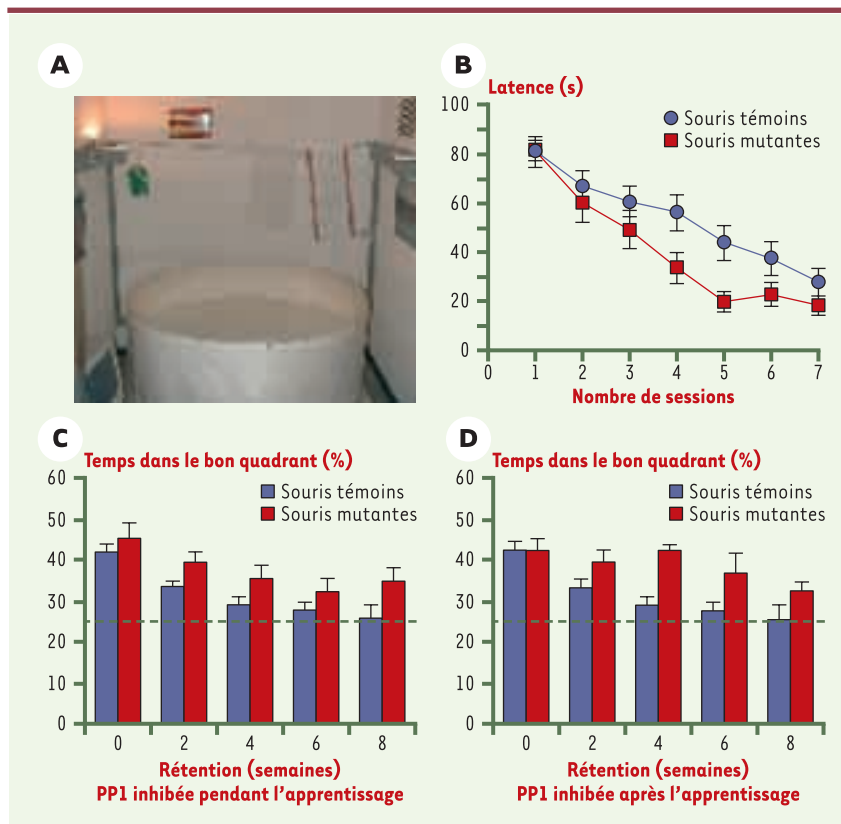 A
B
Latence (s)
100
80
60
40
20
0
Souris témoins
Souris mutantes
0 1 2 3 4 5 6 7
Nombre de sessions
C
Temps dans le bon quadrant (%)
60
50
40
30
20
10
0
Souris témoins
Souris mutantes
0 2 4 6 8
Rétention (semaines)
PP1 inhibée pendant l'apprentissage
D
Temps dans le bon quadrant (%)
60
50
40
30
20
10
0
Souris témoins
Souris mutantes
0 2 4 6 8
Rétention (semaines)
PP1 inhibée après l'apprentissage